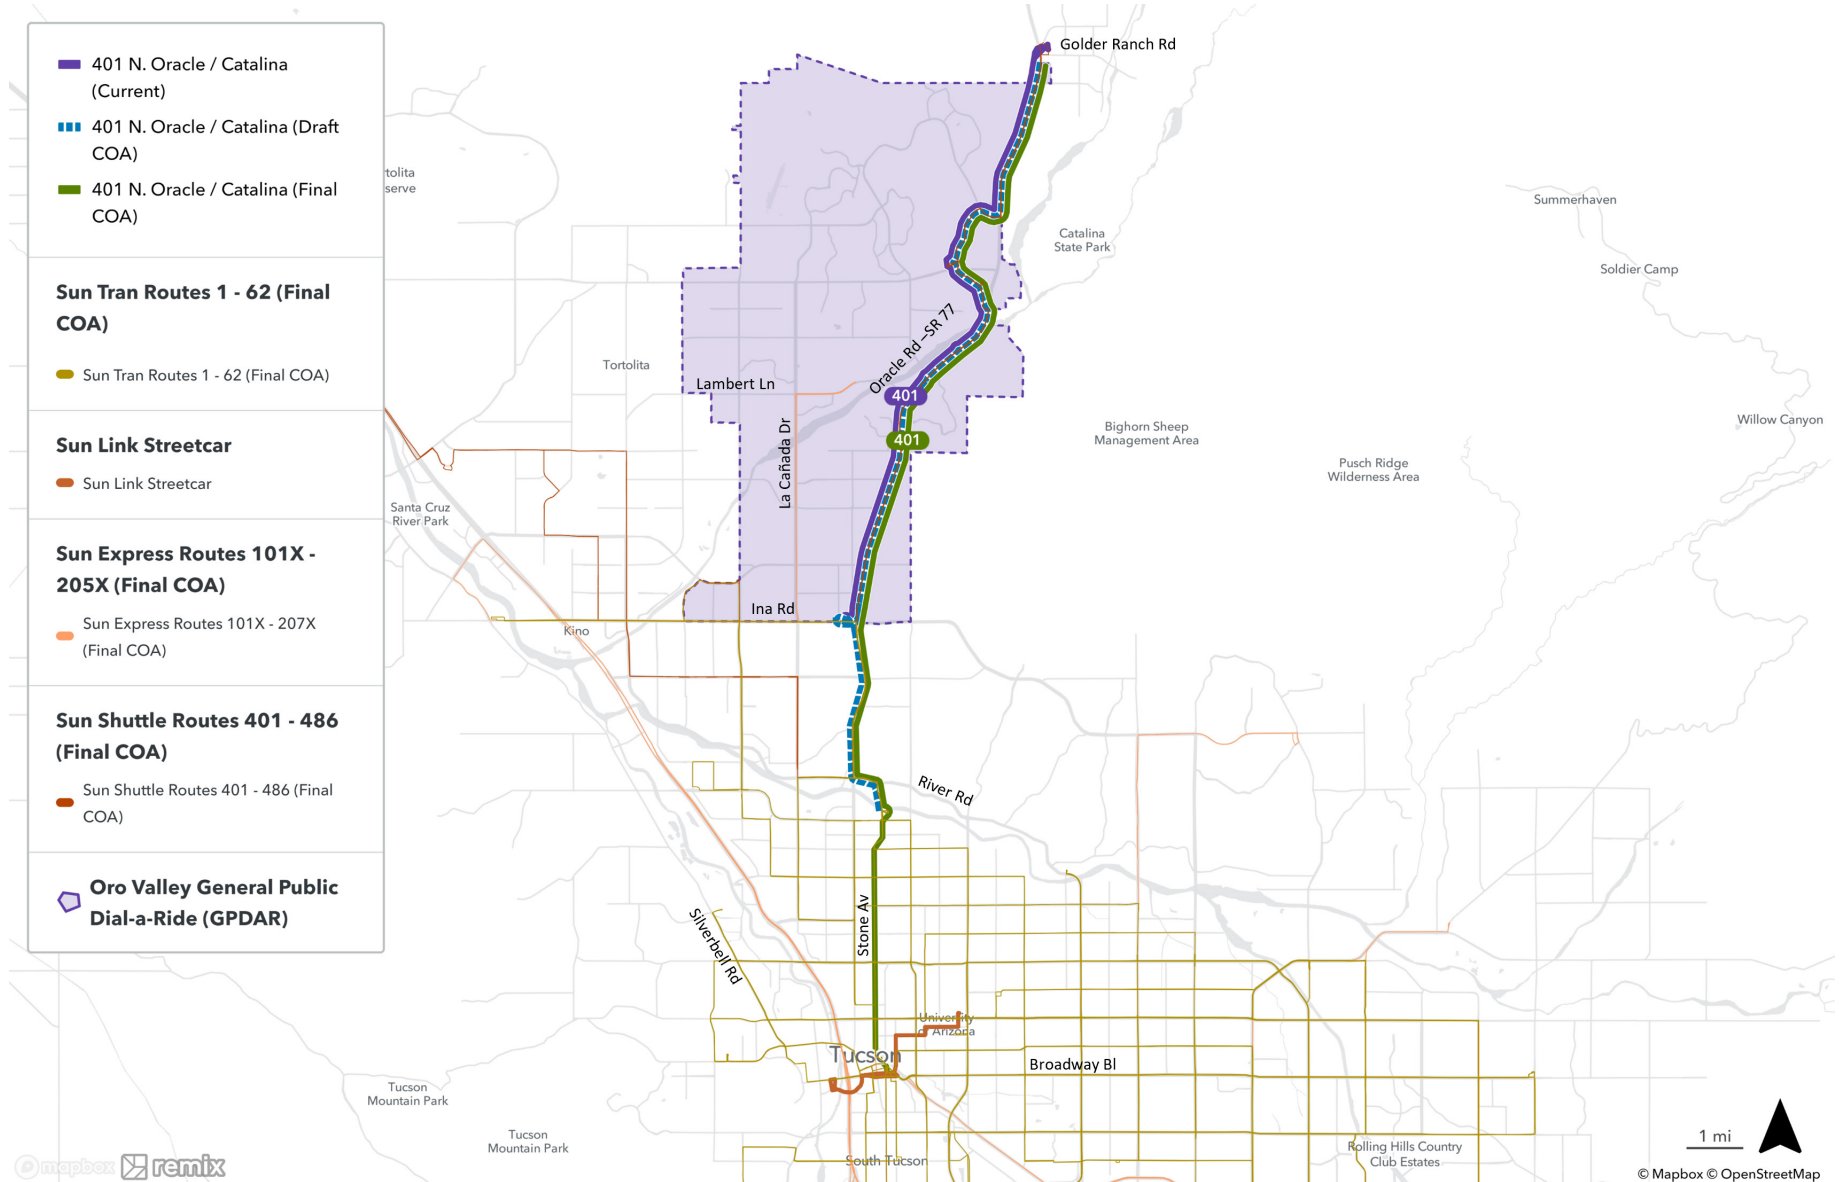 401 N. Oracle / Catalina
(Current)
401 N. Oracle / Catalina (Draft
COA)
401 N. Oracle / Catalina (Final
COA)
Sun Tran Routes 1 - 62 (Final
COA)
Sun Tran Routes 1 - 62 (Final COA)
Sun Link Streetcar
Sun Link Streetcar
Sun Express Routes 101X -
205X (Final COA)
Sun Express Routes 101X - 207X
(Final COA)
Sun Shuttle Routes 401 - 486
(Final COA)
Sun Shuttle Routes 401 - 486 (Final
COA)
Oro Valley General Public
Dial-a-Ride (GPDAR)
Golder Ranch Rd
tolita
serve
Summerhaven
Catalina
State Park
Soldier Camp
Oracle Rd –SR 77
Tortolita
Lambert Ln
401
401
La Cañada Dr
Bighorn Sheep
Management Area
Willow Canyon
Pusch Ridge
Wilderness Area
Santa Cruz
River Park
Ina Rd
Kino
River Rd
Stone Av
Silverbell Rd
University
of Arizona
Tucson
Broadway Bl
Tucson
Mountain Park
Tucson
Mountain Park
South Tucson
Rolling Hills Country
Club Estates
1 mi
mapbox remix
© Mapbox © OpenStreetMap